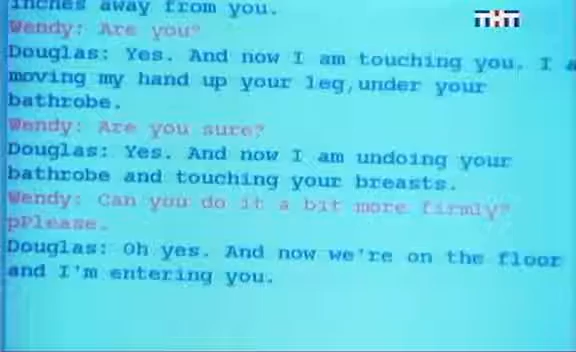 inches away from you.
ТНТ
Wendy: Are you?
Douglas: Yes. And now I am touching you. I a
moving my hand up your leg,under your
bathrobe.
Wendy: Are you sure?
Douglas: Yes. And now I am undoing your
bathrobe and touching your breasts.
Wendy: Can you do it a bit more firmly?
pPlease.
Douglas: Oh yes. And now we're on the floor
and I'm entering you.